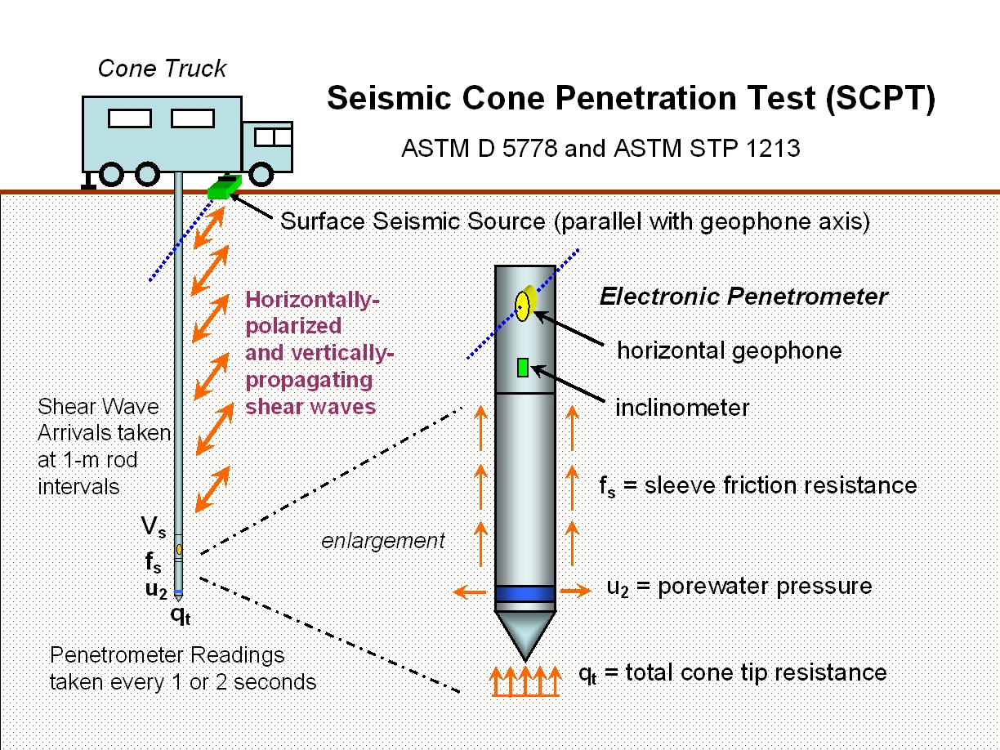 Cone Truck
Seismic Cone Penetration Test (SCPT)
ASTM D 5778 and ASTM STP 1213
Surface Seismic Source (parallel with geophone axis)
Horizontally-
polarized
and vertically-
propagating
shear waves
Electronic Penetrometer
horizontal geophone
inclinometer
Shear Wave
Arrivals taken
at 1-m rod
intervals
fs = sleeve friction resistance
Vs
fs
u2
qt
enlargement
u2 = porewater pressure
Penetrometer Readings
taken every 1 or 2 seconds
qt = total cone tip resistance